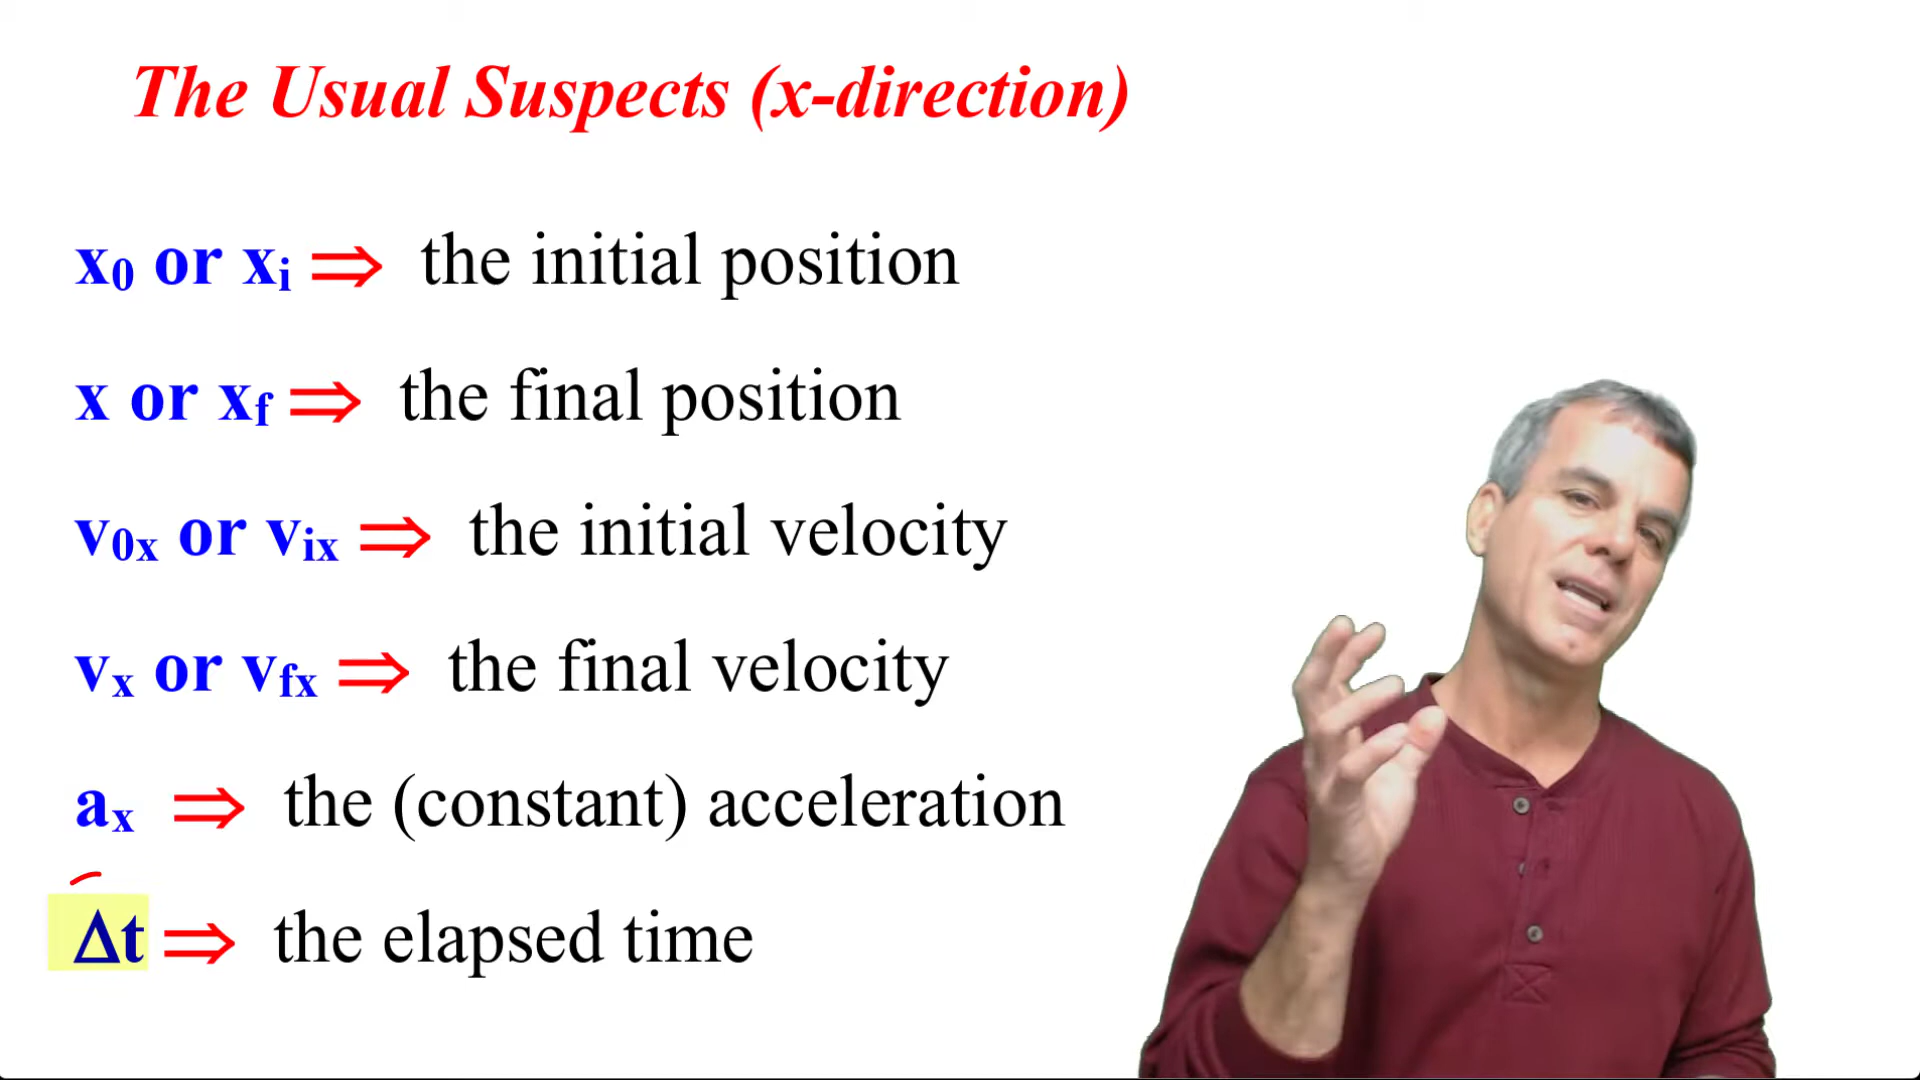 The Usual Suspects (x-direction)
x₀ or xᵢ ⇒ the initial position
x or x_f ⇒ the final position
v₀ₓ or vᵢₓ ⇒ the initial velocity
vₓ or v_fx ⇒ the final velocity
aₓ ⇒ the (constant) acceleration
Δt ⇒ the elapsed time